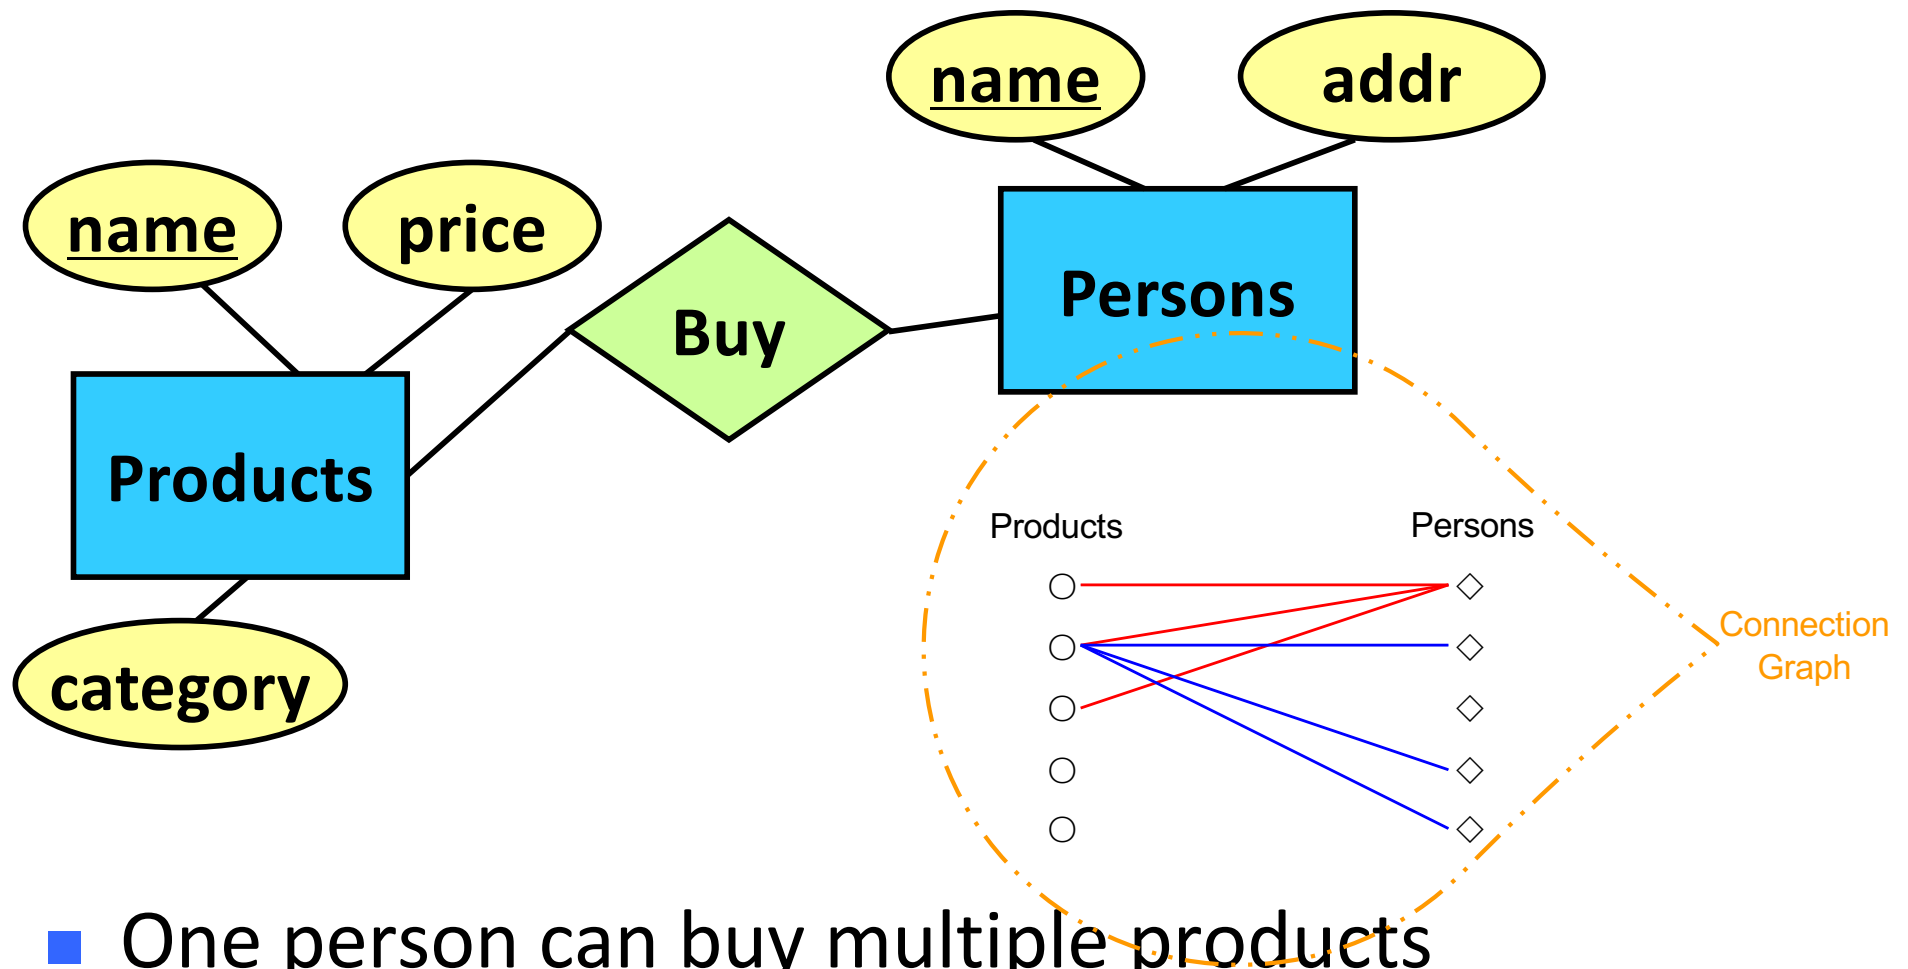 name
addr
name
price
Persons
Buy
Products
Products
Persons
Connection
Graph
category
One person can buy multiple products